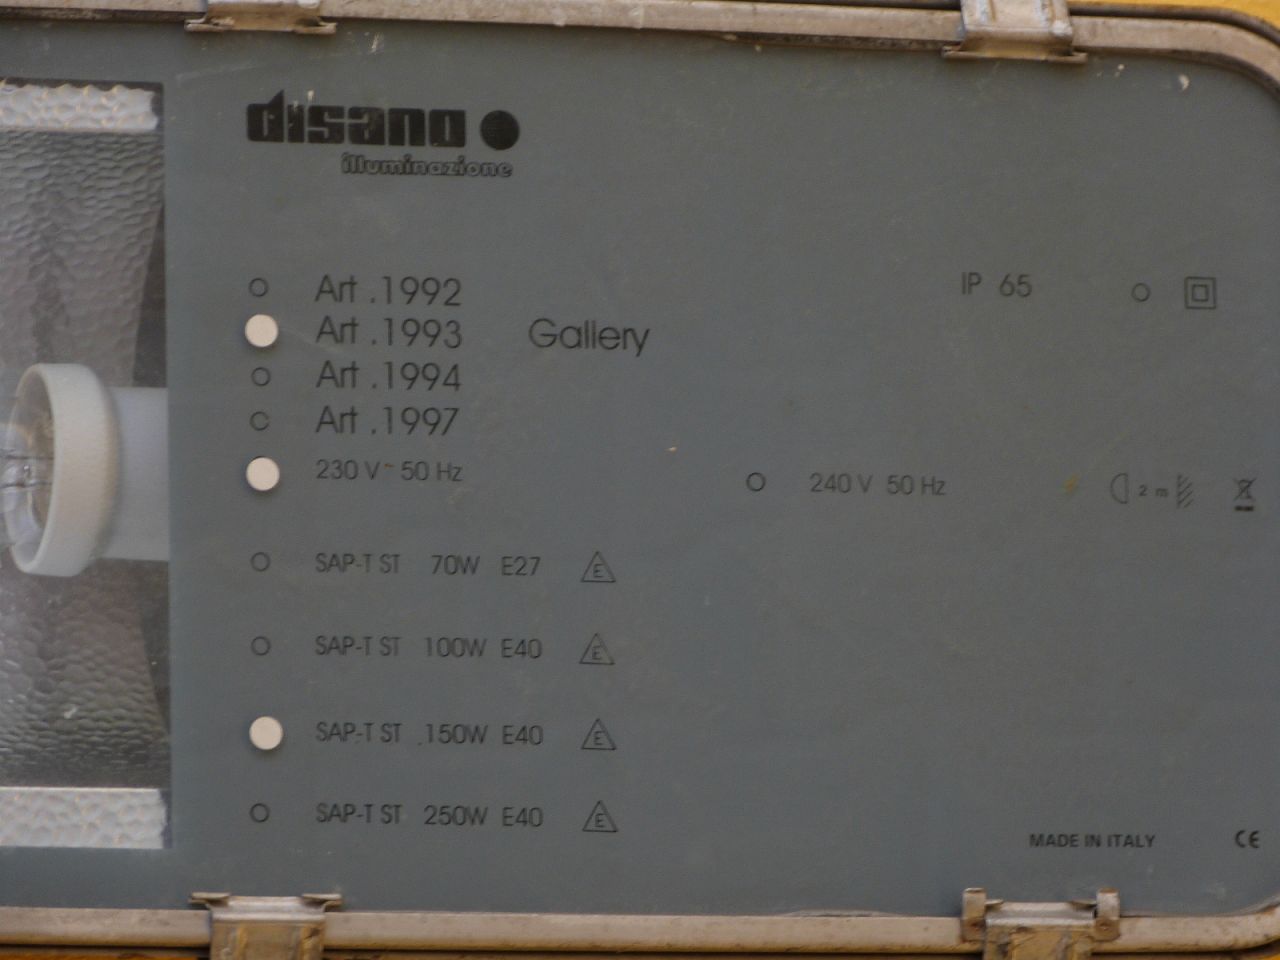 disano
illuminazione
Art .1992
IP 65
Art .1993 Gallery
Art .1994
Art .1997
230 V~ 50 Hz
240 V 50 Hz
2 m
SAP-T ST 70W E27 E
SAP-T ST 100W E40 E
SAP-T ST 150W E40 E
SAP-T ST 250W E40 E
MADE IN ITALY CE